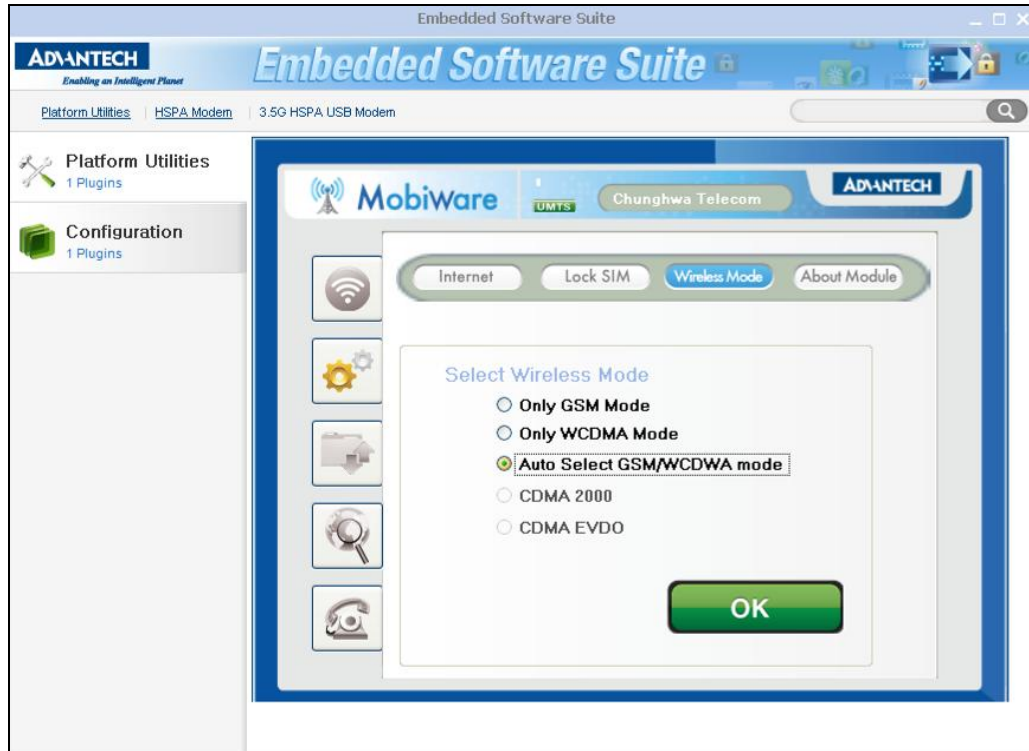 Embedded Software Suite
ADVANTECH
Enabling an Intelligent Planet
Embedded Software Suite
Platform Utilities | HSPA Modem | 3.5G HSPA USB Modem
Platform Utilities
1 Plugins
Configuration
1 Plugins
Mobiware
UMTS
Chunghwa Telecom
ADVANTECH
Internet
Lock SIM
Wireless Mode
About Module
Select Wireless Mode
Only GSM Mode
Only WCDMA Mode
Auto Select GSM/WCDWA mode
CDMA 2000
CDMA EVDO
OK